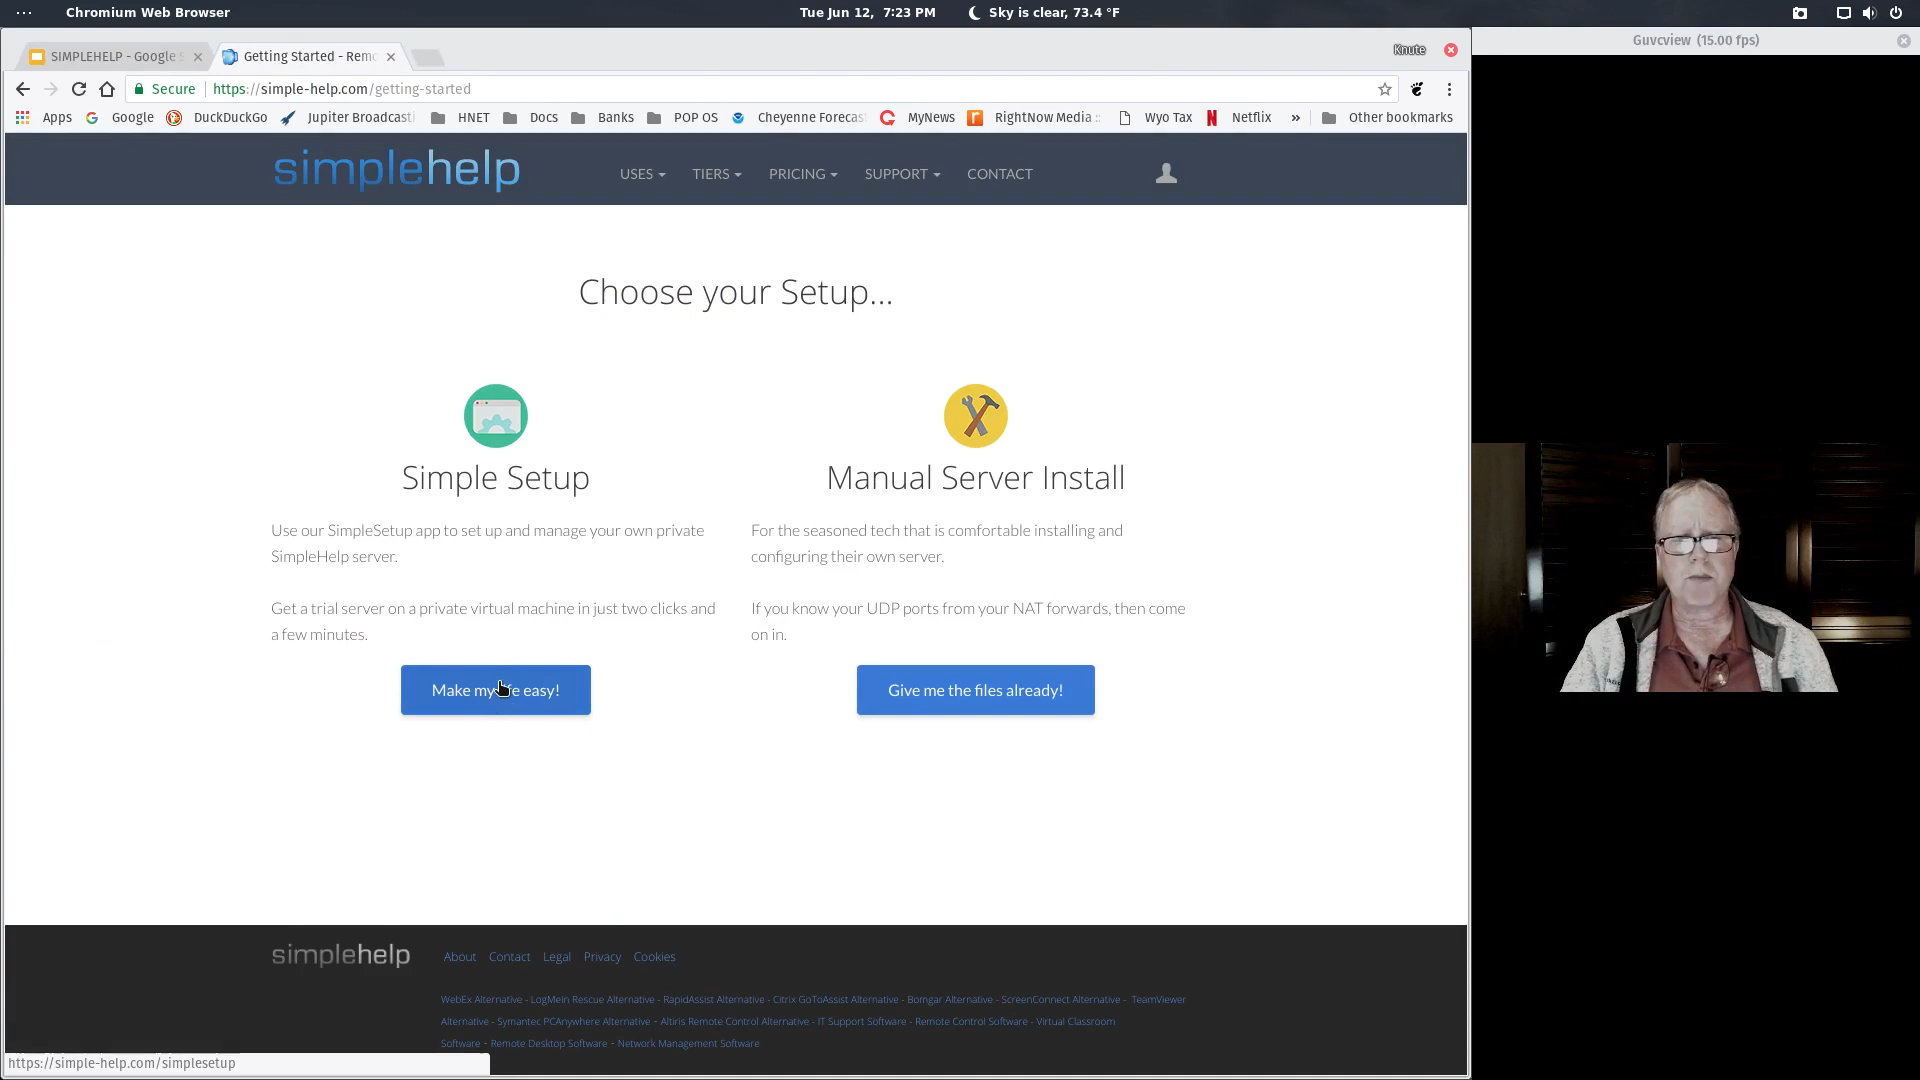 Chromium Web Browser
Tue Jun 12, 7:23 PM
Sky is clear, 73.4 °F
SIMPLEHELP - Google S
Getting Started - Remo
Knute
Guvcview (15.00 fps)
Secure
https://simple-help.com/getting-started
Apps
Google
DuckDuckGo
Jupiter Broadcasti
HNET
Docs
Banks
POP OS
Cheyenne Forecas
MyNews
RightNow Media ::
Wyo Tax
Netflix
»
Other bookmarks
simplehelp
USES
TIERS
PRICING
SUPPORT
CONTACT
Choose your Setup...
Simple Setup
Use our SimpleSetup app to set up and manage your own private
SimpleHelp server.
Get a trial server on a private virtual machine in just two clicks and
a few minutes.
Make my life easy!
Manual Server Install
For the seasoned tech that is comfortable installing and
configuring their own server.
If you know your UDP ports from your NAT forwards, then come
on in.
Give me the files already!
simplehelp
About
Contact
Legal
Privacy
Cookies
WebEx Alternative - LogMeIn Rescue Alternative - RapidAssist Alternative - Citrix GoToAssist Alternative - Bomgar Alternative - ScreenConnect Alternative - TeamViewer
Alternative - Symantec PCAnywhere Alternative - Altiris Remote Control Alternative - IT Support Software - Remote Control Software - Virtual Classroom
Software - Remote Desktop Software - Network Management Software
https://simple-help.com/simplesetup